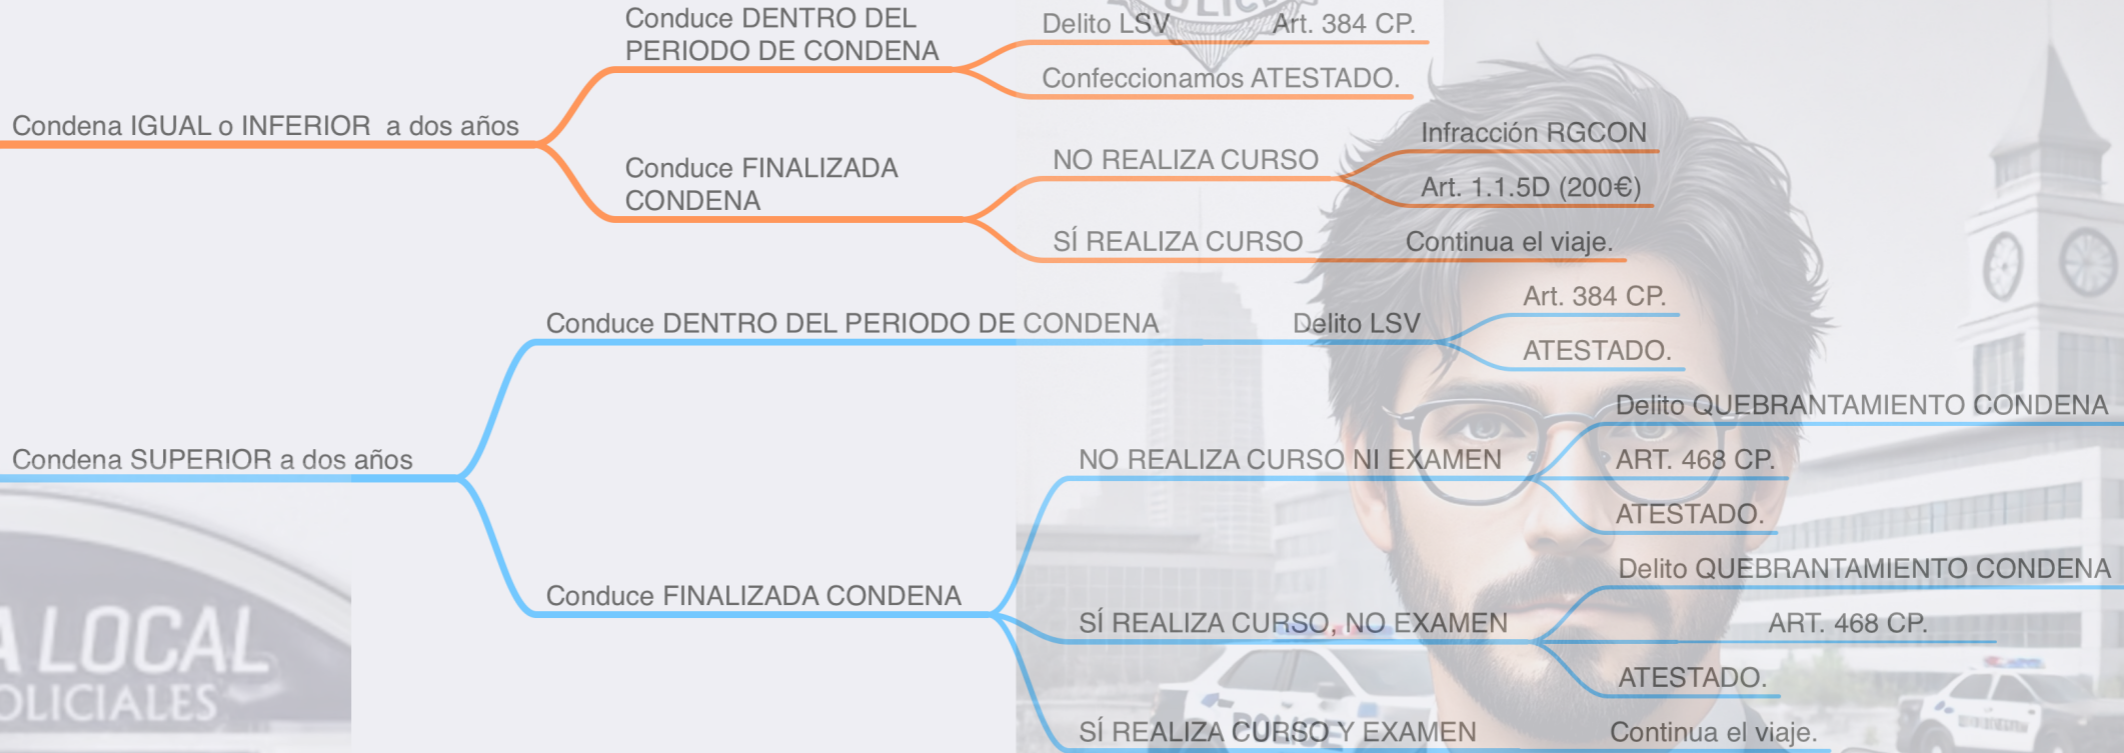 Condena IGUAL o INFERIOR a dos años
Conduce DENTRO DEL
PERIODO DE CONDENA
Delito LSV Art. 384 CP.
Confeccionamos ATESTADO.
Conduce FINALIZADA
CONDENA
NO REALIZA CURSO
Infracción RGCON
Art. 1.1.5D (200€)
SÍ REALIZA CURSO Continua el viaje.
Condena SUPERIOR a dos años
Conduce DENTRO DEL PERIODO DE CONDENA Delito LSV
Art. 384 CP.
ATESTADO.
Conduce FINALIZADA CONDENA
NO REALIZA CURSO NI EXAMEN
Delito QUEBRANTAMIENTO CONDENA
ART. 468 CP.
ATESTADO.
SÍ REALIZA CURSO, NO EXAMEN
Delito QUEBRANTAMIENTO CONDENA
ART. 468 CP.
ATESTADO.
SÍ REALIZA CURSO Y EXAMEN Continua el viaje.
A LOCAL
OLICIALES
POLICE